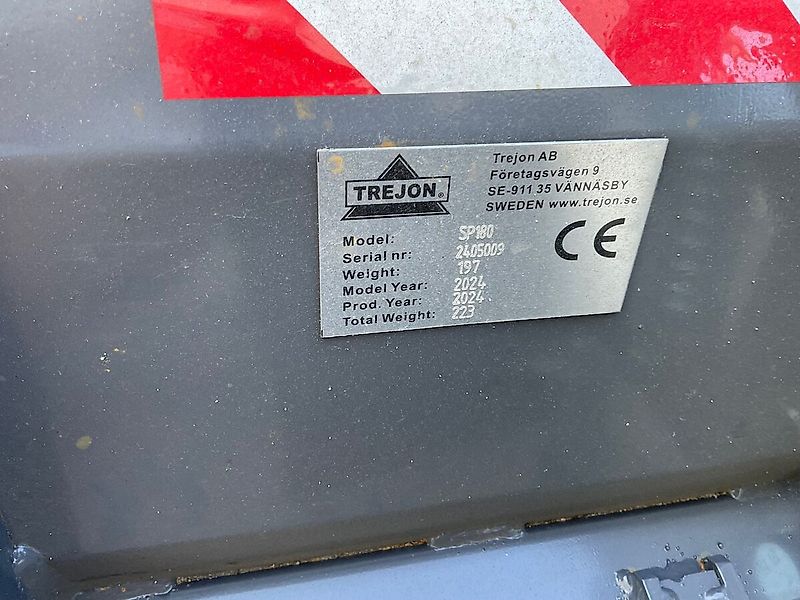 TREJON®
Trejon AB
Företagsvägen 9
SE-911 35 VÄNNÄSBY
SWEDEN www.trejon.se
Model: SP180
Serial nr: 2405009
Weight: 197
Model Year: 2024
Prod. Year: 2024
Total Weight: 223
CE